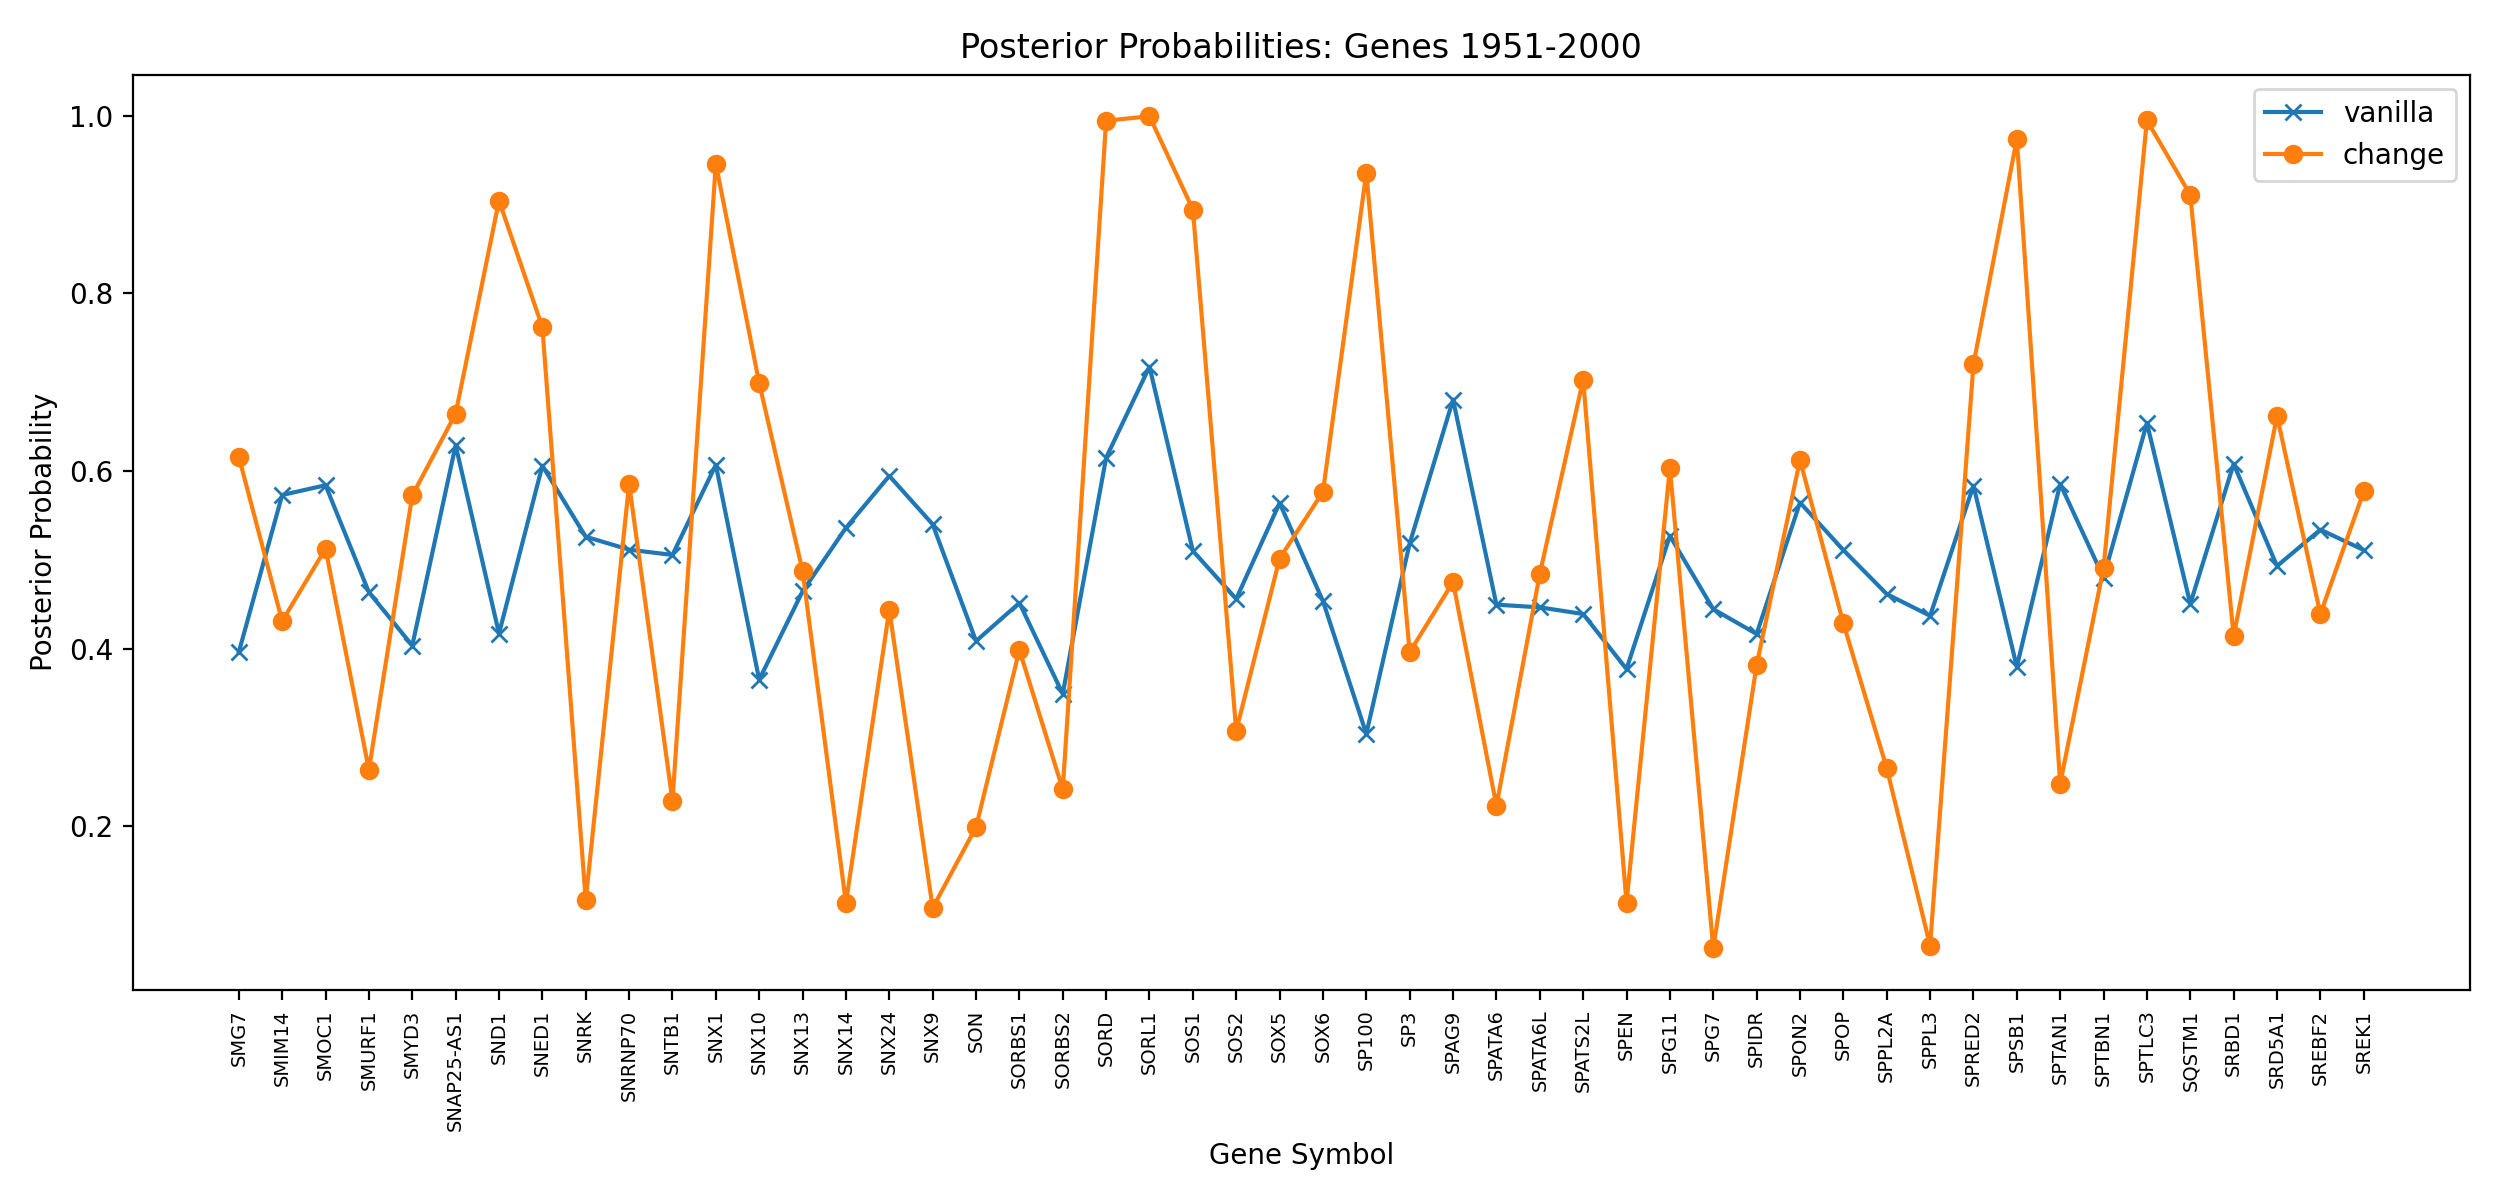 Posterior Probabilities: Genes 1951-2000
vanilla
change
Posterior Probability
1.0
0.8
0.6
0.4
0.2
SMG7
SMIM14
SMOC1
SMURF1
SMYD3
SNAP25-AS1
SND1
SNED1
SNRK
SNRNP70
SNTB1
SNX1
SNX10
SNX13
SNX14
SNX24
SNX9
SON
SORBS1
SORBS2
SORD
SORL1
SOS1
SOS2
SOX5
SOX6
SP100
SP3
SPAG9
SPATA6
SPATA6L
SPATS2L
SPEN
SPG11
SPG7
SPIDR
SPON2
SPOP
SPPL2A
SPPL3
SPRED2
SPSB1
SPTAN1
SPTBN1
SPTLC3
SQSTM1
SRBD1
SRD5A1
SREBF2
SREK1
Gene Symbol